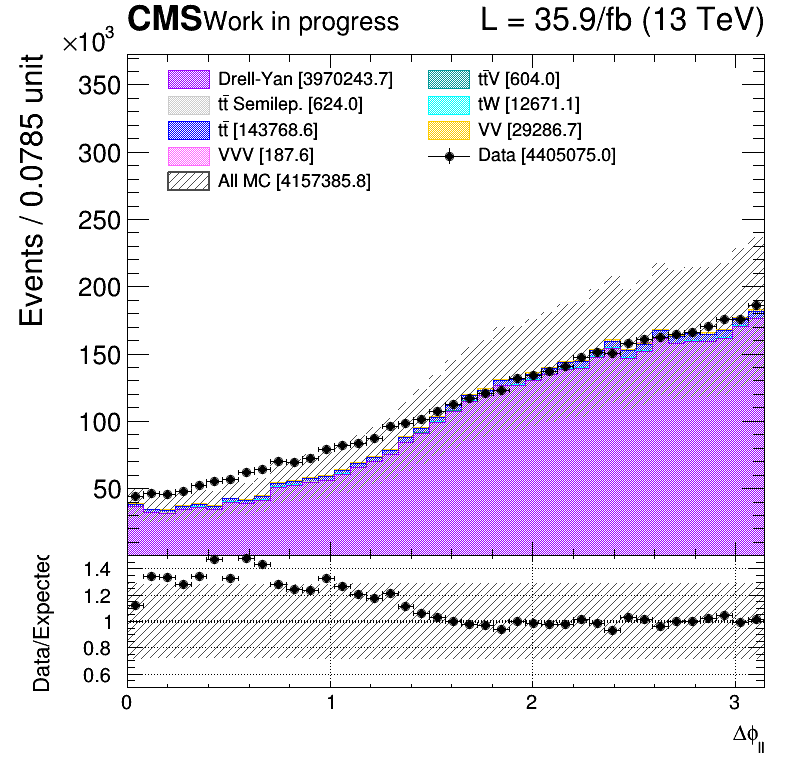 CMS Work in progress L = 35.9/fb (13 TeV)
×10³
Events / 0.0785 unit
350
300
250
200
150
100
50
Drell-Yan [3970243.7]
tt̄ Semilep. [624.0]
tt̄ [143768.6]
VVV [187.6]
All MC [4157385.8]
tt̄V [604.0]
tW [12671.1]
VV [29286.7]
Data [4405075.0]
Data/Expected
1.4
1.2
1
0.8
0.6
0 1 2 3
Δϕll